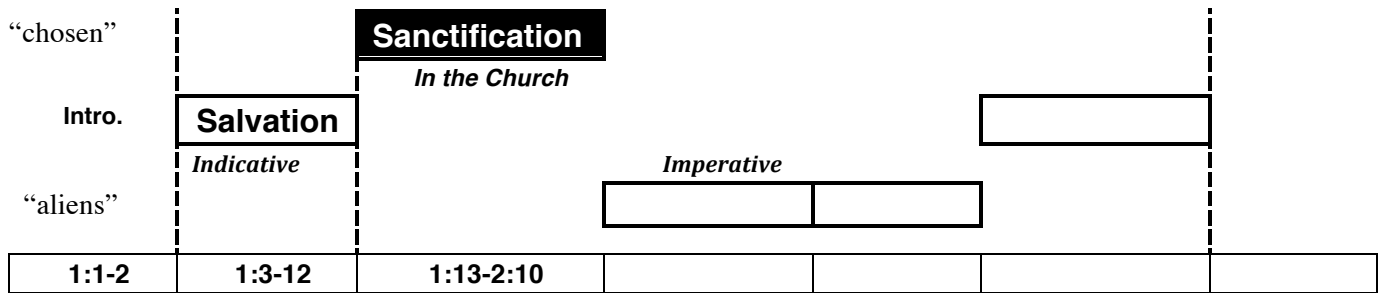 “chosen”
Sanctification
In the Church
Intro.
Salvation
Indicative
Imperative
“aliens”
1:1-2 1:3-12 1:13-2:10